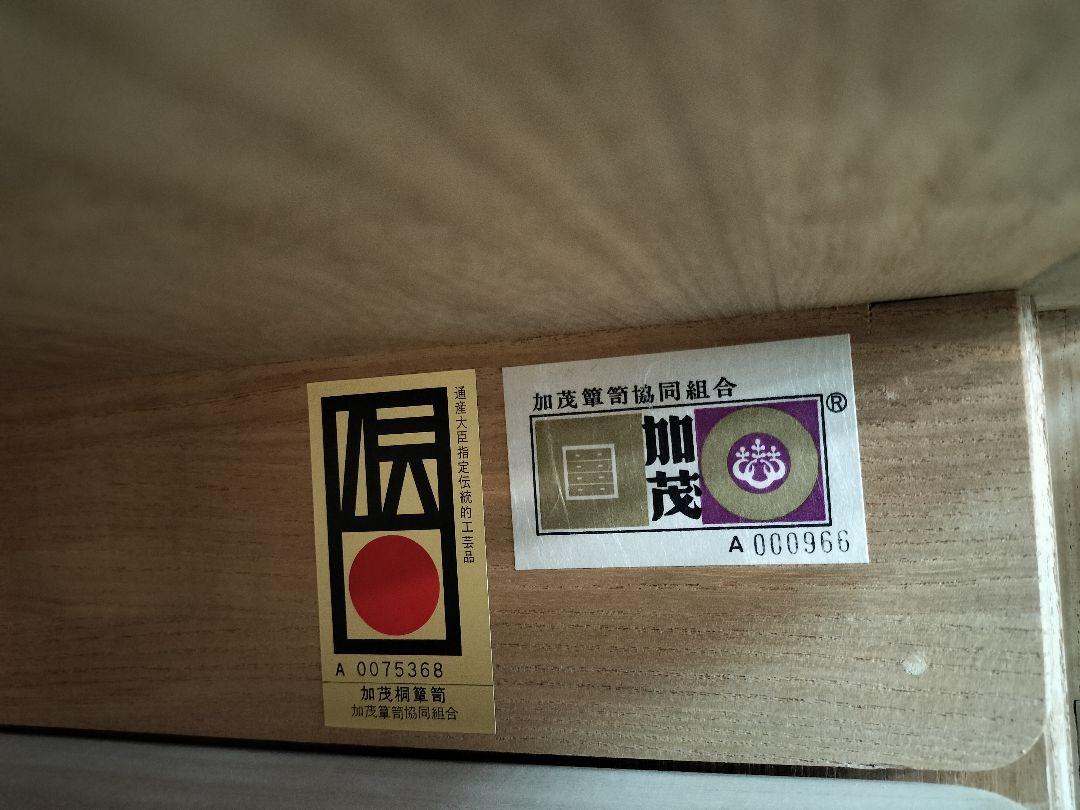 通産大臣指定伝統的工芸品
伝
A 0075368
加茂桐簞笥
加茂簞笥協同組合
加茂簞笥協同組合
加茂
®
A 000966